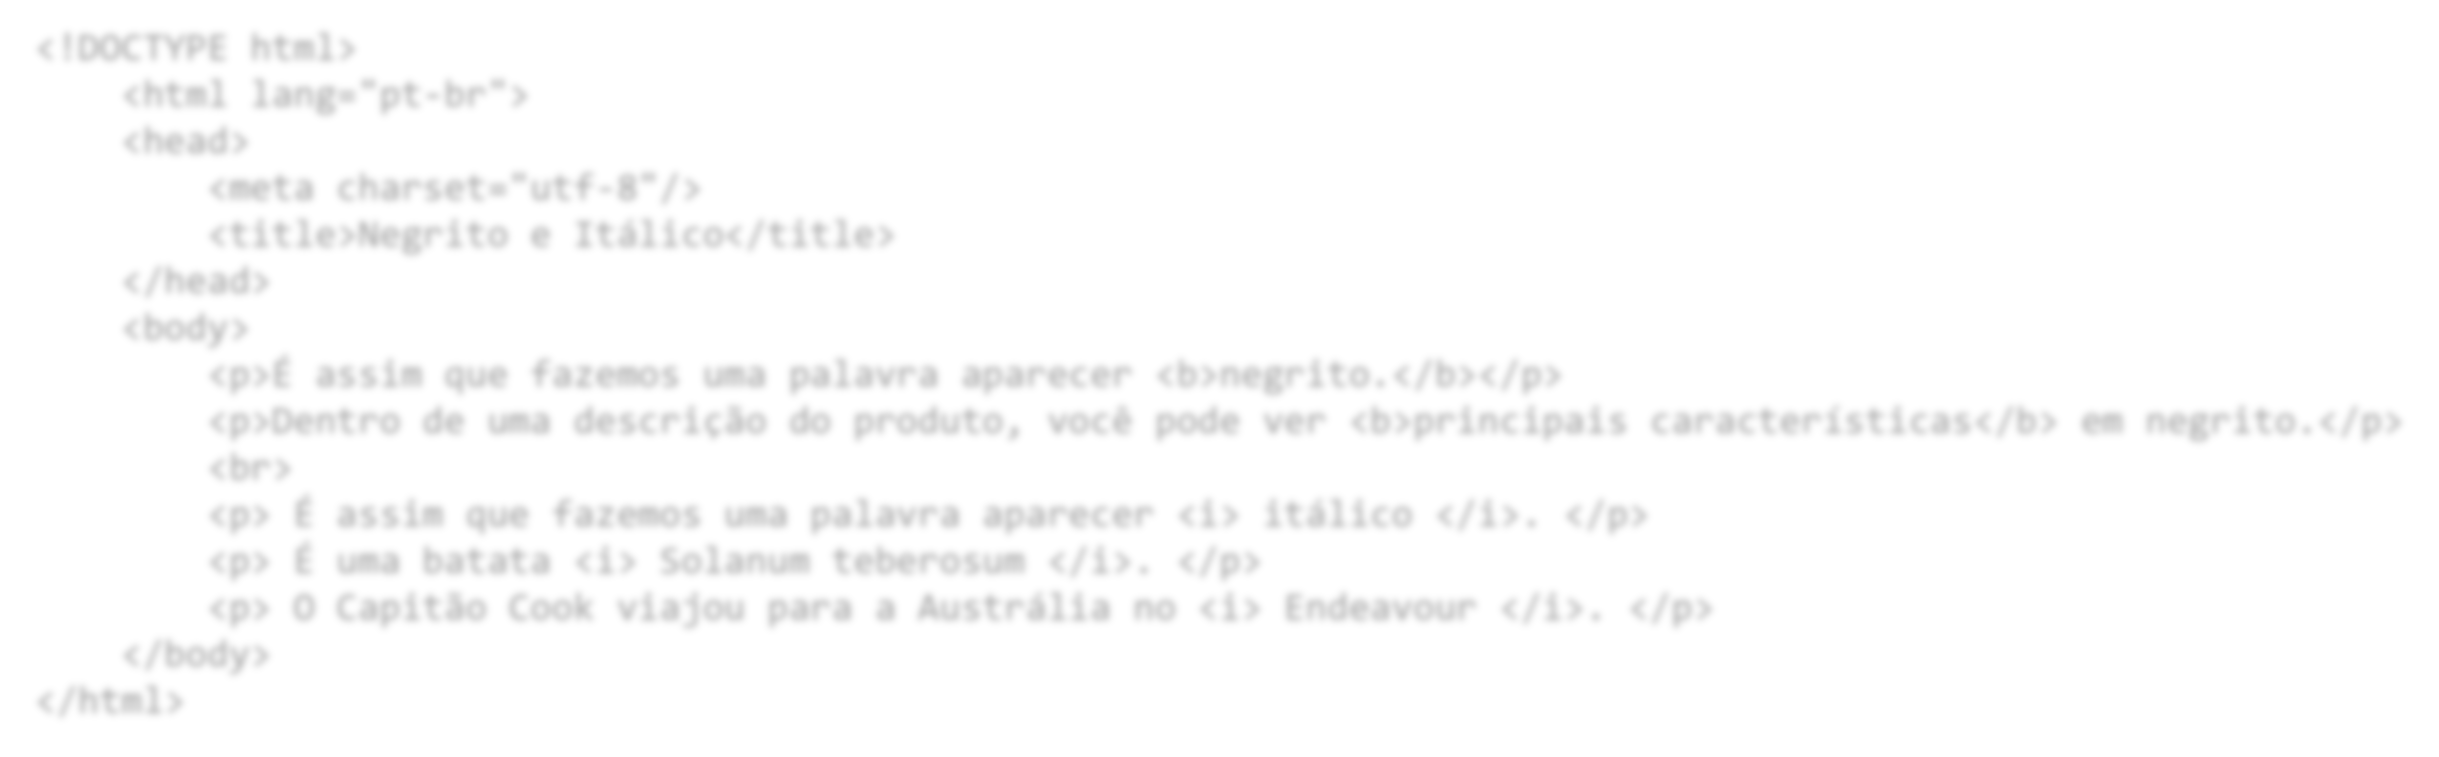 <!DOCTYPE html>
<html lang="pt-br">
<head>
<meta charset="utf-8"/>
<title>Negrito e Itálico</title>
</head>
<body>
<p>É assim que fazemos uma palavra aparecer <b>negrito.</b></p>
<p>Dentro de uma descrição do produto, você pode ver <b>principais características</b> em negrito.</p>
<br>
<p> É assim que fazemos uma palavra aparecer <i> itálico </i>. </p>
<p> É uma batata <i> Solanum teberosum </i>. </p>
<p> O Capitão Cook viajou para a Austrália no <i> Endeavour </i>. </p>
</body>
</html>